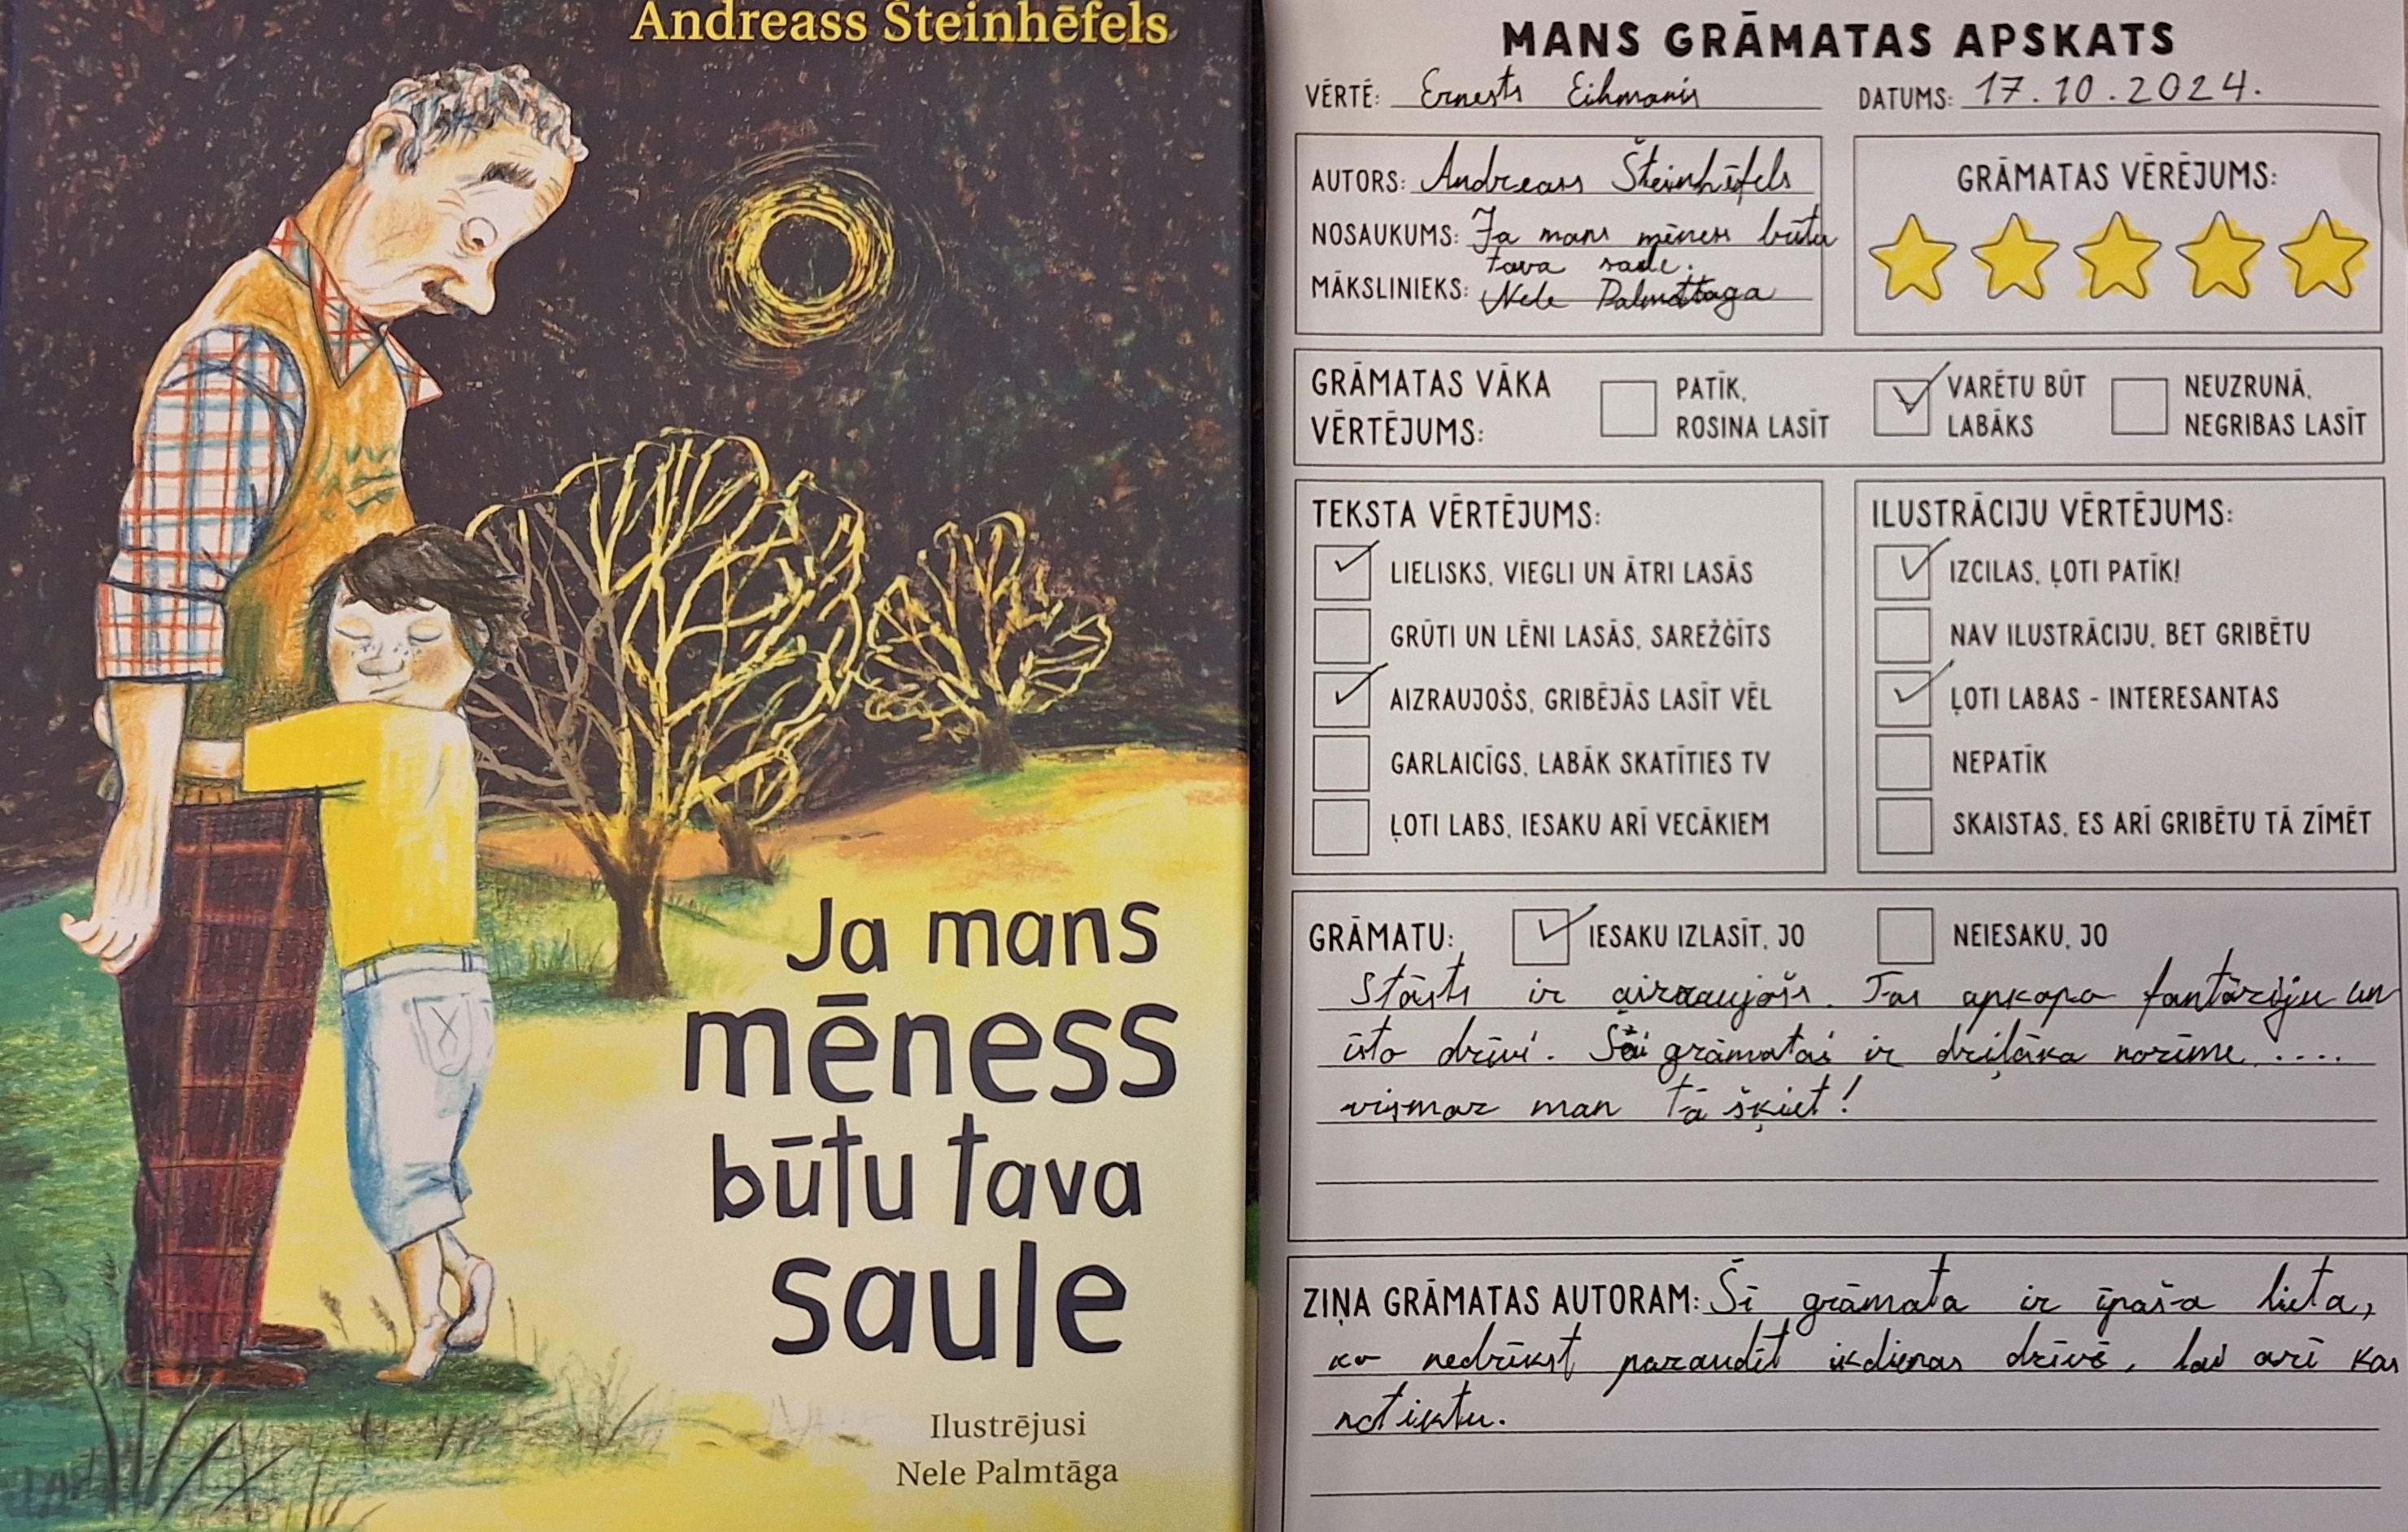 Andreass Šteinhēfels
Ja mans
mēness
būtu tava
saule
Ilustrējusi
Nele Palmtāga
MANS GRĀMATAS APSKATS
VĒRTĒ: Ernests Eihmanis DATUMS: 17.10.2024.
AUTORS: Andreass Šteinhēfels
NOSAUKUMS: Ja mans mēness būtu
tava saule.
MĀKSLINIEKS: Nele Palmtaga
GRĀMATAS VĒRĒJUMS:
GRĀMATAS VĀKA
VĒRTĒJUMS:
PATĪK,
ROSINA LASĪT
VARĒTU BŪT
LABĀKS
NEUZRUNĀ,
NEGRIBAS LASĪT
TEKSTA VĒRTĒJUMS:
LIELISKS, VIEGLI UN ĀTRI LASĀS
GRŪTI UN LĒNI LASĀS, SAREŽĢĪTS
AIZRAUJOŠS, GRIBĒJĀS LASĪT VĒL
GARLAICĪGS, LABĀK SKATĪTIES TV
ĻOTI LABS, IESAKU ARĪ VECĀKIEM
ILUSTRĀCIJU VĒRTĒJUMS:
IZCILAS, ĻOTI PATĪK!
NAV ILUSTRĀCIJU, BET GRIBĒTU
ĻOTI LABAS - INTERESANTAS
NEPATĪK
SKAISTAS, ES ARĪ GRIBĒTU TĀ ZĪMĒT
GRĀMATU: IESAKU IZLASĪT, JO NEIESAKU, JO
Stāsts ir aizraujošs. Tas apkopo fantāziju un
īsto dzīvi. Šai grāmatai ir dziļāka nozīme ....
vismaz man tā šķiet!
ZIŅA GRĀMATAS AUTORAM: Šī grāmata ir īpaša lieta,
ko nedrīkst pazaudēt ikdienas dzīvē, lai arī kas
notiktu.